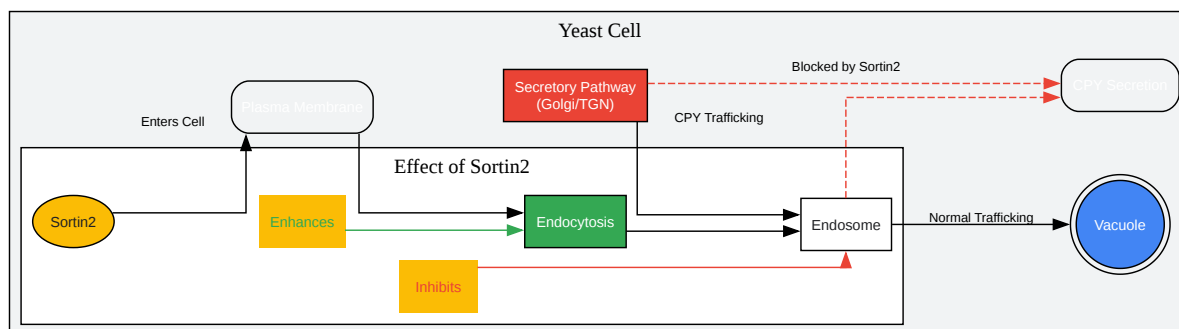 Yeast Cell
Blocked by Sortin2
Secretory Pathway
(Golgi/TGN)
Plasma Membrane
CPY Secretion
Enters Cell
CPY Trafficking
Effect of Sortin2
Sortin2
Enhances
Endocytosis
Endosome
Normal Trafficking
Vacuole
Inhibits